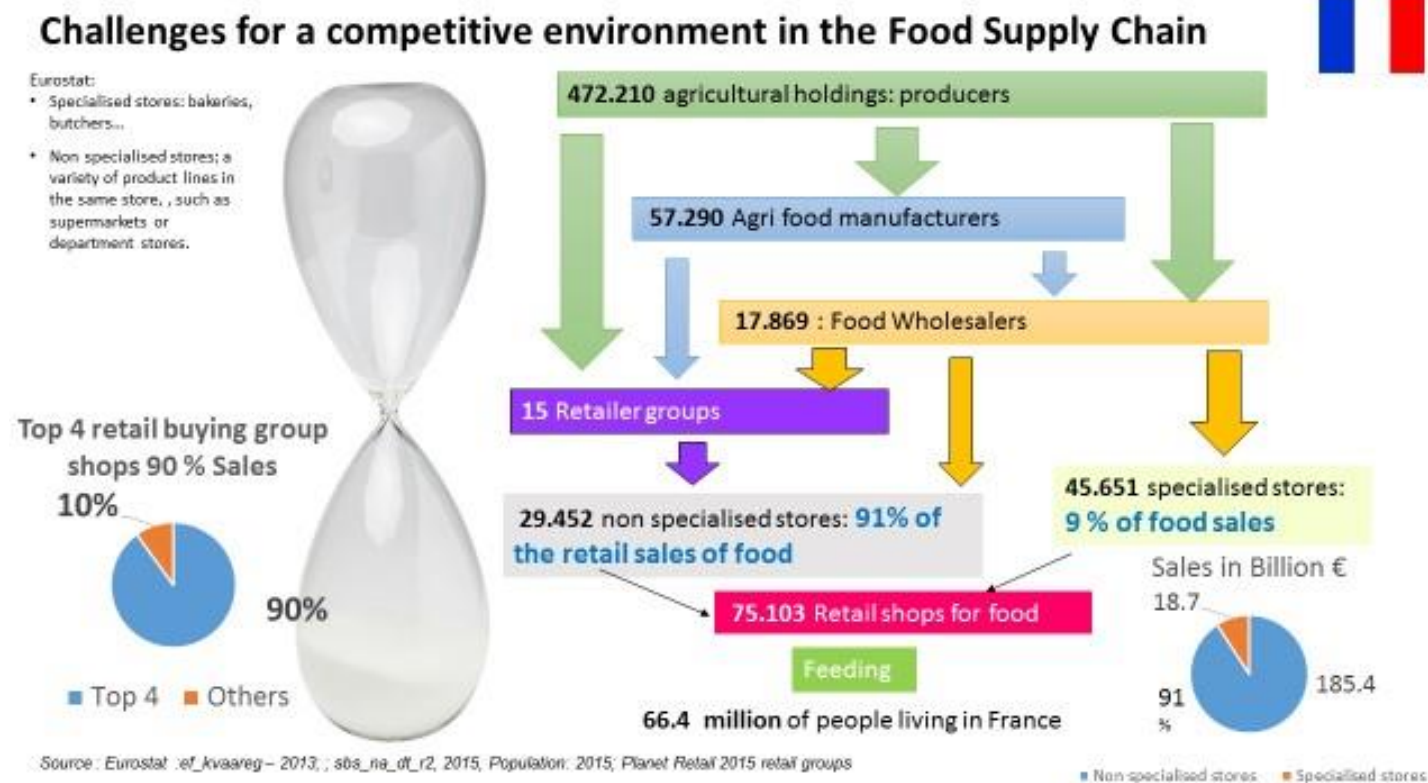 Challenges for a competitive environment in the Food Supply Chain
Eurostat:
• Specialised stores: bakeries,
butchers...
• Non specialised stores; a
variety of product lines in
the same store, , such as
supermarkets or
department stores.
472.210 agricultural holdings: producers
57.290 Agri food manufacturers
17.869 : Food Wholesalers
15 Retailer groups
29.452 non specialised stores: 91% of
the retail sales of food
45.651 specialised stores:
9 % of food sales
75.103 Retail shops for food
Feeding
66.4 million of people living in France
Top 4 retail buying group
shops 90 % Sales
10%
90%
Top 4 Others
Sales in Billion €
18.7
185.4
91
%
Non-specialised stores Specialised stores
Source : Eurostat :ef_kvaareg – 2013; ; sbs_na_dt_r2, 2015, Population: 2015; Planet Retail 2015 retail groups